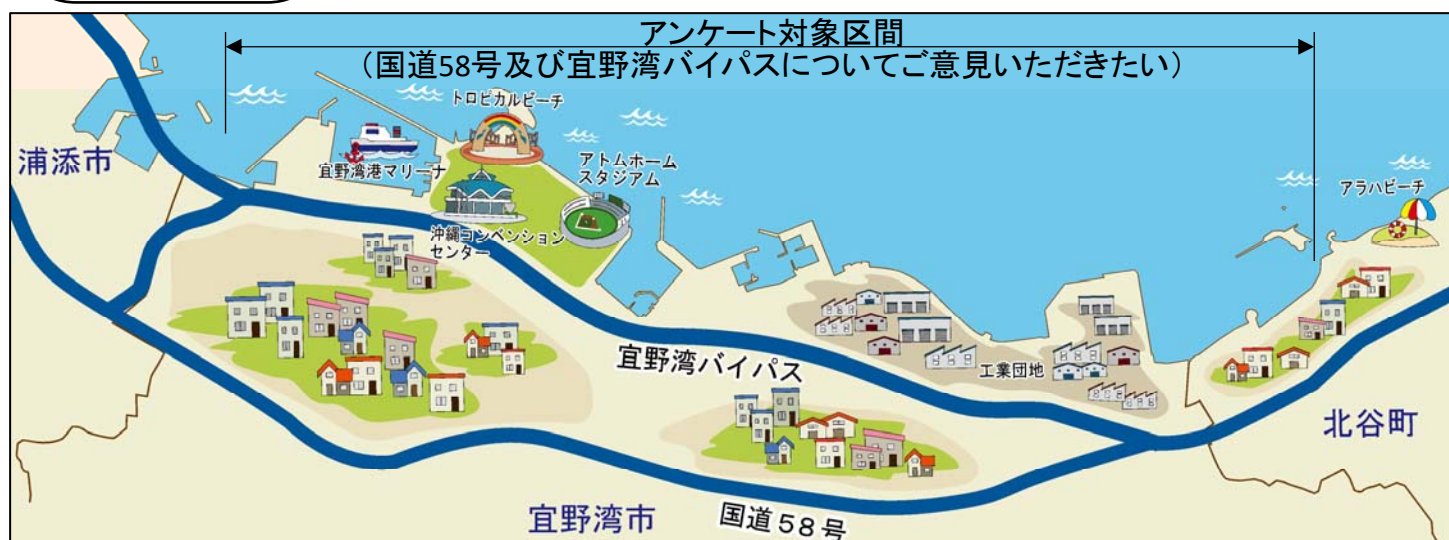 アンケート対象区間
（国道58号及び宜野湾バイパスについてご意見いただきたい）
トロピカルビーチ
浦添市
宜野湾港マリーナ
アトムホーム
スタジアム
アラハビーチ
沖縄コンベンション
センター
宜野湾バイパス
工業団地
北谷町
宜野湾市
国道５８号